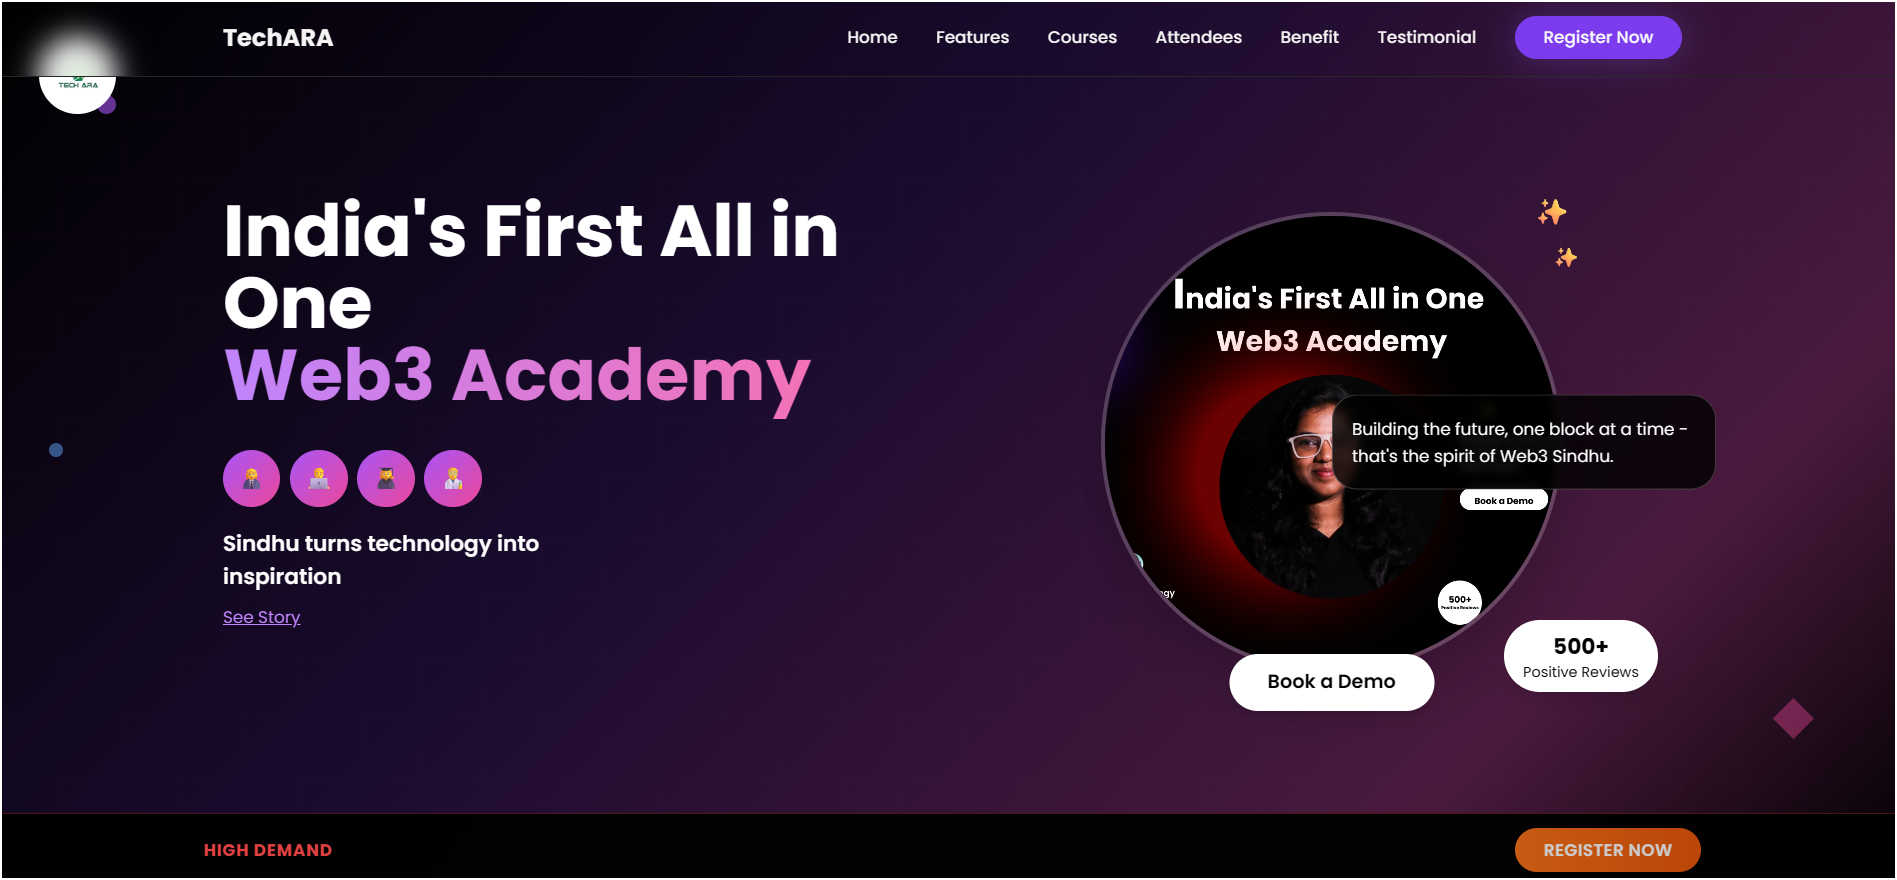 TechARA
Home
Features
Courses
Attendees
Benefit
Testimonial
Register Now
TECH ARA
India's First All in
One
Web3 Academy
Sindhu turns technology into
inspiration
See Story
India's First All in One
Web3 Academy
Building the future, one block at a time -
that's the spirit of Web3 Sindhu.
Book a Demo
500+
Positive Reviews
Book a Demo
500+
Positive Reviews
HIGH DEMAND
REGISTER NOW